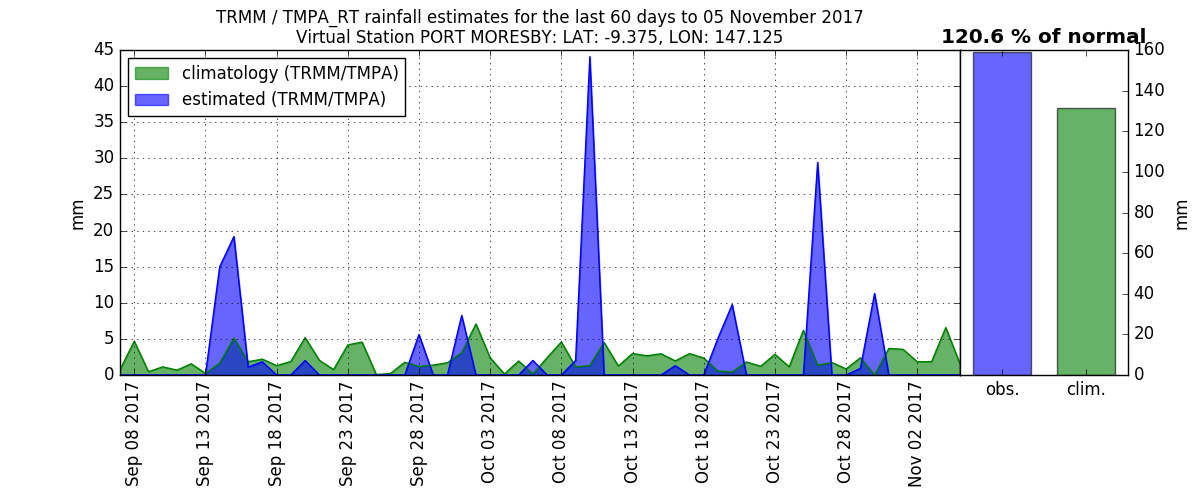 TRMM / TMPA_RT rainfall estimates for the last 60 days to 05 November 2017
Virtual Station PORT MORESBY: LAT: -9.375, LON: 147.125
120.6 % of normal
climatology (TRMM/TMPA)
estimated (TRMM/TMPA)
mm
45
40
35
30
25
20
15
10
5
0
Sep 08 2017
Sep 13 2017
Sep 18 2017
Sep 23 2017
Sep 28 2017
Oct 03 2017
Oct 08 2017
Oct 13 2017
Oct 18 2017
Oct 23 2017
Oct 28 2017
Nov 02 2017
obs.
clim.
160
140
120
100
80
60
40
20
0
mm